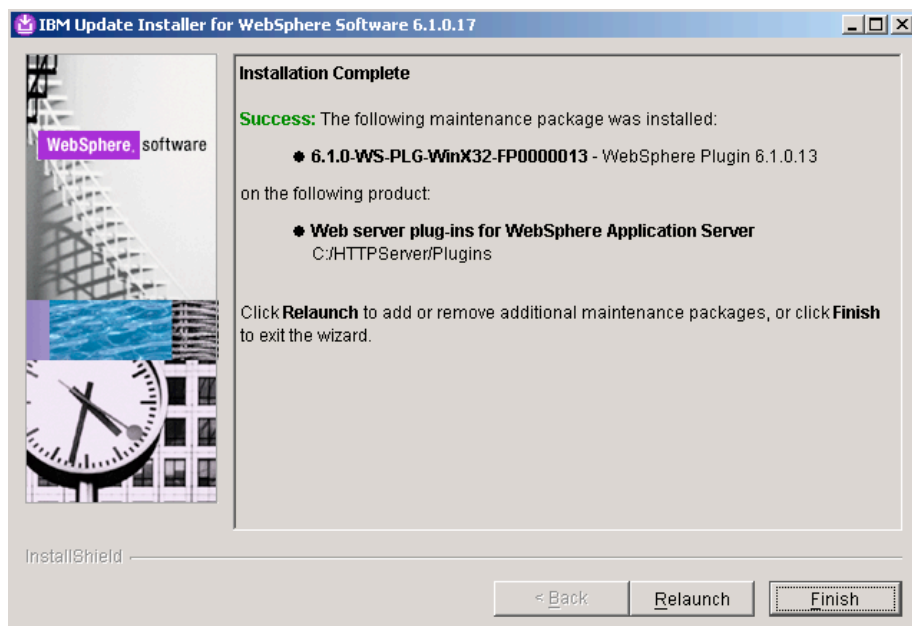 IBM Update Installer for WebSphere Software 6.1.0.17
WebSphere. software
Installation Complete
Success: The following maintenance package was installed:
● 6.1.0-WS-PLG-WinX32-FP0000013 - WebSphere Plugin 6.1.0.13
on the following product:
● Web server plug-ins for WebSphere Application Server
C:/HTTPServer/Plugins
Click Relaunch to add or remove additional maintenance packages, or click Finish
to exit the wizard.
InstallShield
< Back Relaunch Finish